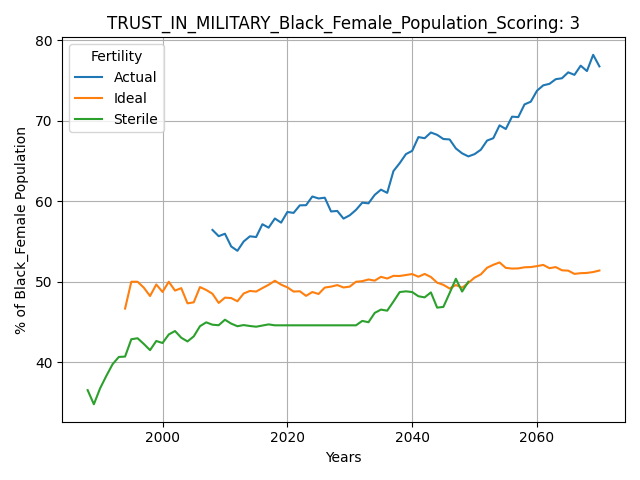 TRUST_IN_MILITARY_Black_Female_Population_Scoring: 3
Fertility
Actual
Ideal
Sterile
% of Black_Female Population
80
70
60
50
40
2000 2020 2040 2060
Years